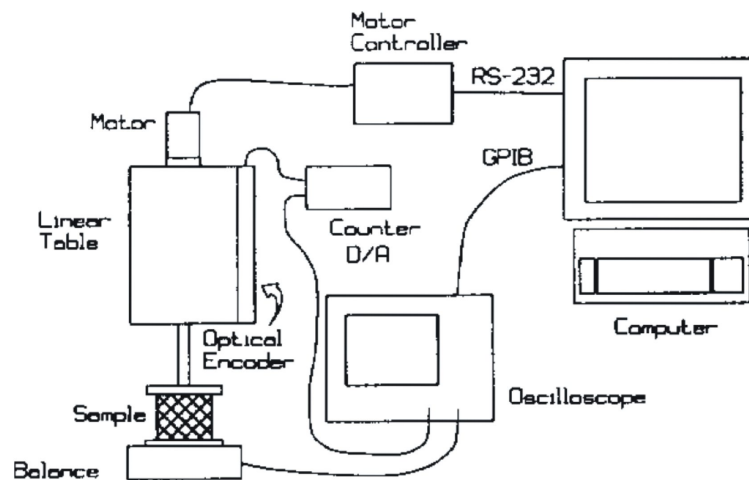 Motor
Controller
RS-232
Motor
GPIB
Linear
Table
Counter
D/A
Optical
Encoder
Computer
Sample
Oscilloscope
Balance